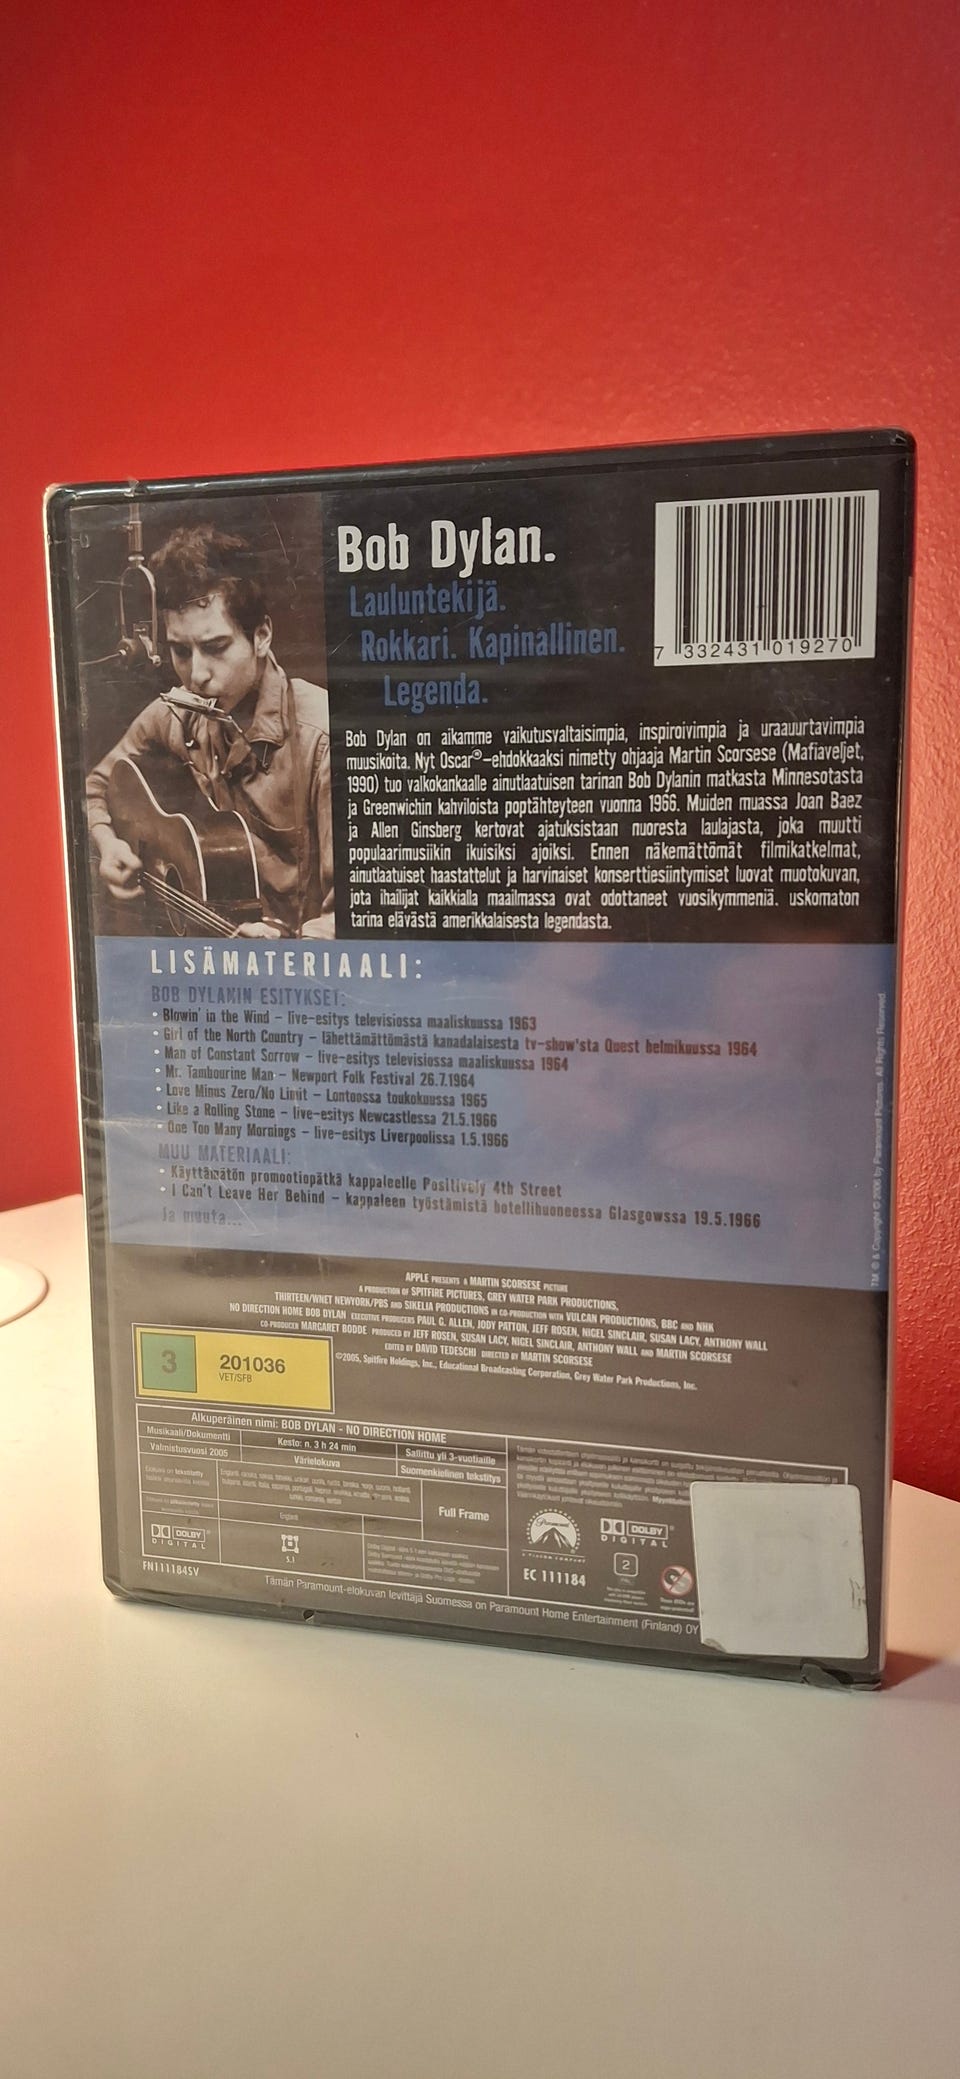 Bob Dylan.
Lauluntekijä.
Rokkari. Kapinallinen.
Legenda.
7 332431 019270
Bob Dylan on aikamme vaikutusvaltaisimpia, inspiroivimpia ja uraauurtavimpia
muusikoita. Nyt Oscar®-ehdokkaaksi nimetty ohjaaja Martin Scorsese (Mafiaveljet,
1990) tuo valkokankaalle ainutlaatuisen tarinan Bob Dylanin matkasta Minnesotasta
ja Greenwichin kahviloista poptähteyteen vuonna 1966. Muiden muassa Joan Baez
ja Allen Ginsberg kertovat ajatuksistaan nuoresta laulajasta, joka muutti
populaarimusiikin ikuisiksi ajoiksi. Ennen näkemättömät filmikatkelmat,
ainutlaatuiset haastattelut ja harvinaiset konserttiesiintymiset luovat muotokuvan,
jota ihailijat kaikkialla maailmassa ovat odottaneet vuosikymmeniä. uskomaton
tarina elävästä amerikkalaisesta legendasta.
LISÄMATERIAALI:
BOB DYLANIN ESITYKSET:
• Blowin' in the Wind – live-esitys televisiossa maaliskuussa 1963
• Girl of the North Country – lähettämättömästä kanadalaisesta tv-show'sta Quest helmikuussa 1964
• Man of Constant Sorrow – live-esitys televisiossa maaliskuussa 1964
• Mr. Tambourine Man – Newport Folk Festival 26.7.1964
• Love Minus Zero/No Limit – Lontoossa toukokuussa 1965
• Like a Rolling Stone – live-esitys Newcastlessa 21.5.1966
• One Too Many Mornings – live-esitys Liverpoolissa 1.5.1966
MUU MATERIAALI:
• Käyttämätön promootiopätkä kappaleelle Positively 4th Street
• I Can't Leave Her Behind – kappaleen työstämistä hotellihuoneessa Glasgowssa 19.5.1966
Ja muuta...
TM, ® & Copyright © 2006 by Paramount Pictures. All Rights Reserved.
APPLE PRESENTS A MARTIN SCORSESE PICTURE
A PRODUCTION OF SPITFIRE PICTURES, GREY WATER PARK PRODUCTIONS,
THIRTEEN/WNET NEWYORK/PBS AND SIKELIA PRODUCTIONS IN CO-PRODUCTION WITH VULCAN PRODUCTIONS, BBC AND NHK
NO DIRECTION HOME BOB DYLAN EXECUTIVE PRODUCERS PAUL G. ALLEN, JODY PATTON, JEFF ROSEN, NIGEL SINCLAIR, SUSAN LACY, ANTHONY WALL
CO-PRODUCER MARGARET BODDE PRODUCED BY JEFF ROSEN, SUSAN LACY, NIGEL SINCLAIR, ANTHONY WALL AND MARTIN SCORSESE
EDITED BY DAVID TEDESCHI DIRECTED BY MARTIN SCORSESE
©2005, Spitfire Holdings, Inc., Educational Broadcasting Corporation, Grey Water Park Productions, Inc.
3
201036
VET/SFB
Alkuperäinen nimi: BOB DYLAN - NO DIRECTION HOME
Musikaali/Dokumentti
Kesto: n. 3 h 24 min
Sallittu yli 3-vuotiaille
Valmistusvuosi 2005
Värielokuva
Suomenkielinen tekstitys
Englanti
Full Frame
DOLBY
DIGITAL
5.1
Paramount
DOLBY
DIGITAL
2
FN111184SV
EC 111184
Tämän Paramount-elokuvan levittäjä Suomessa on Paramount Home Entertainment (Finland) OY